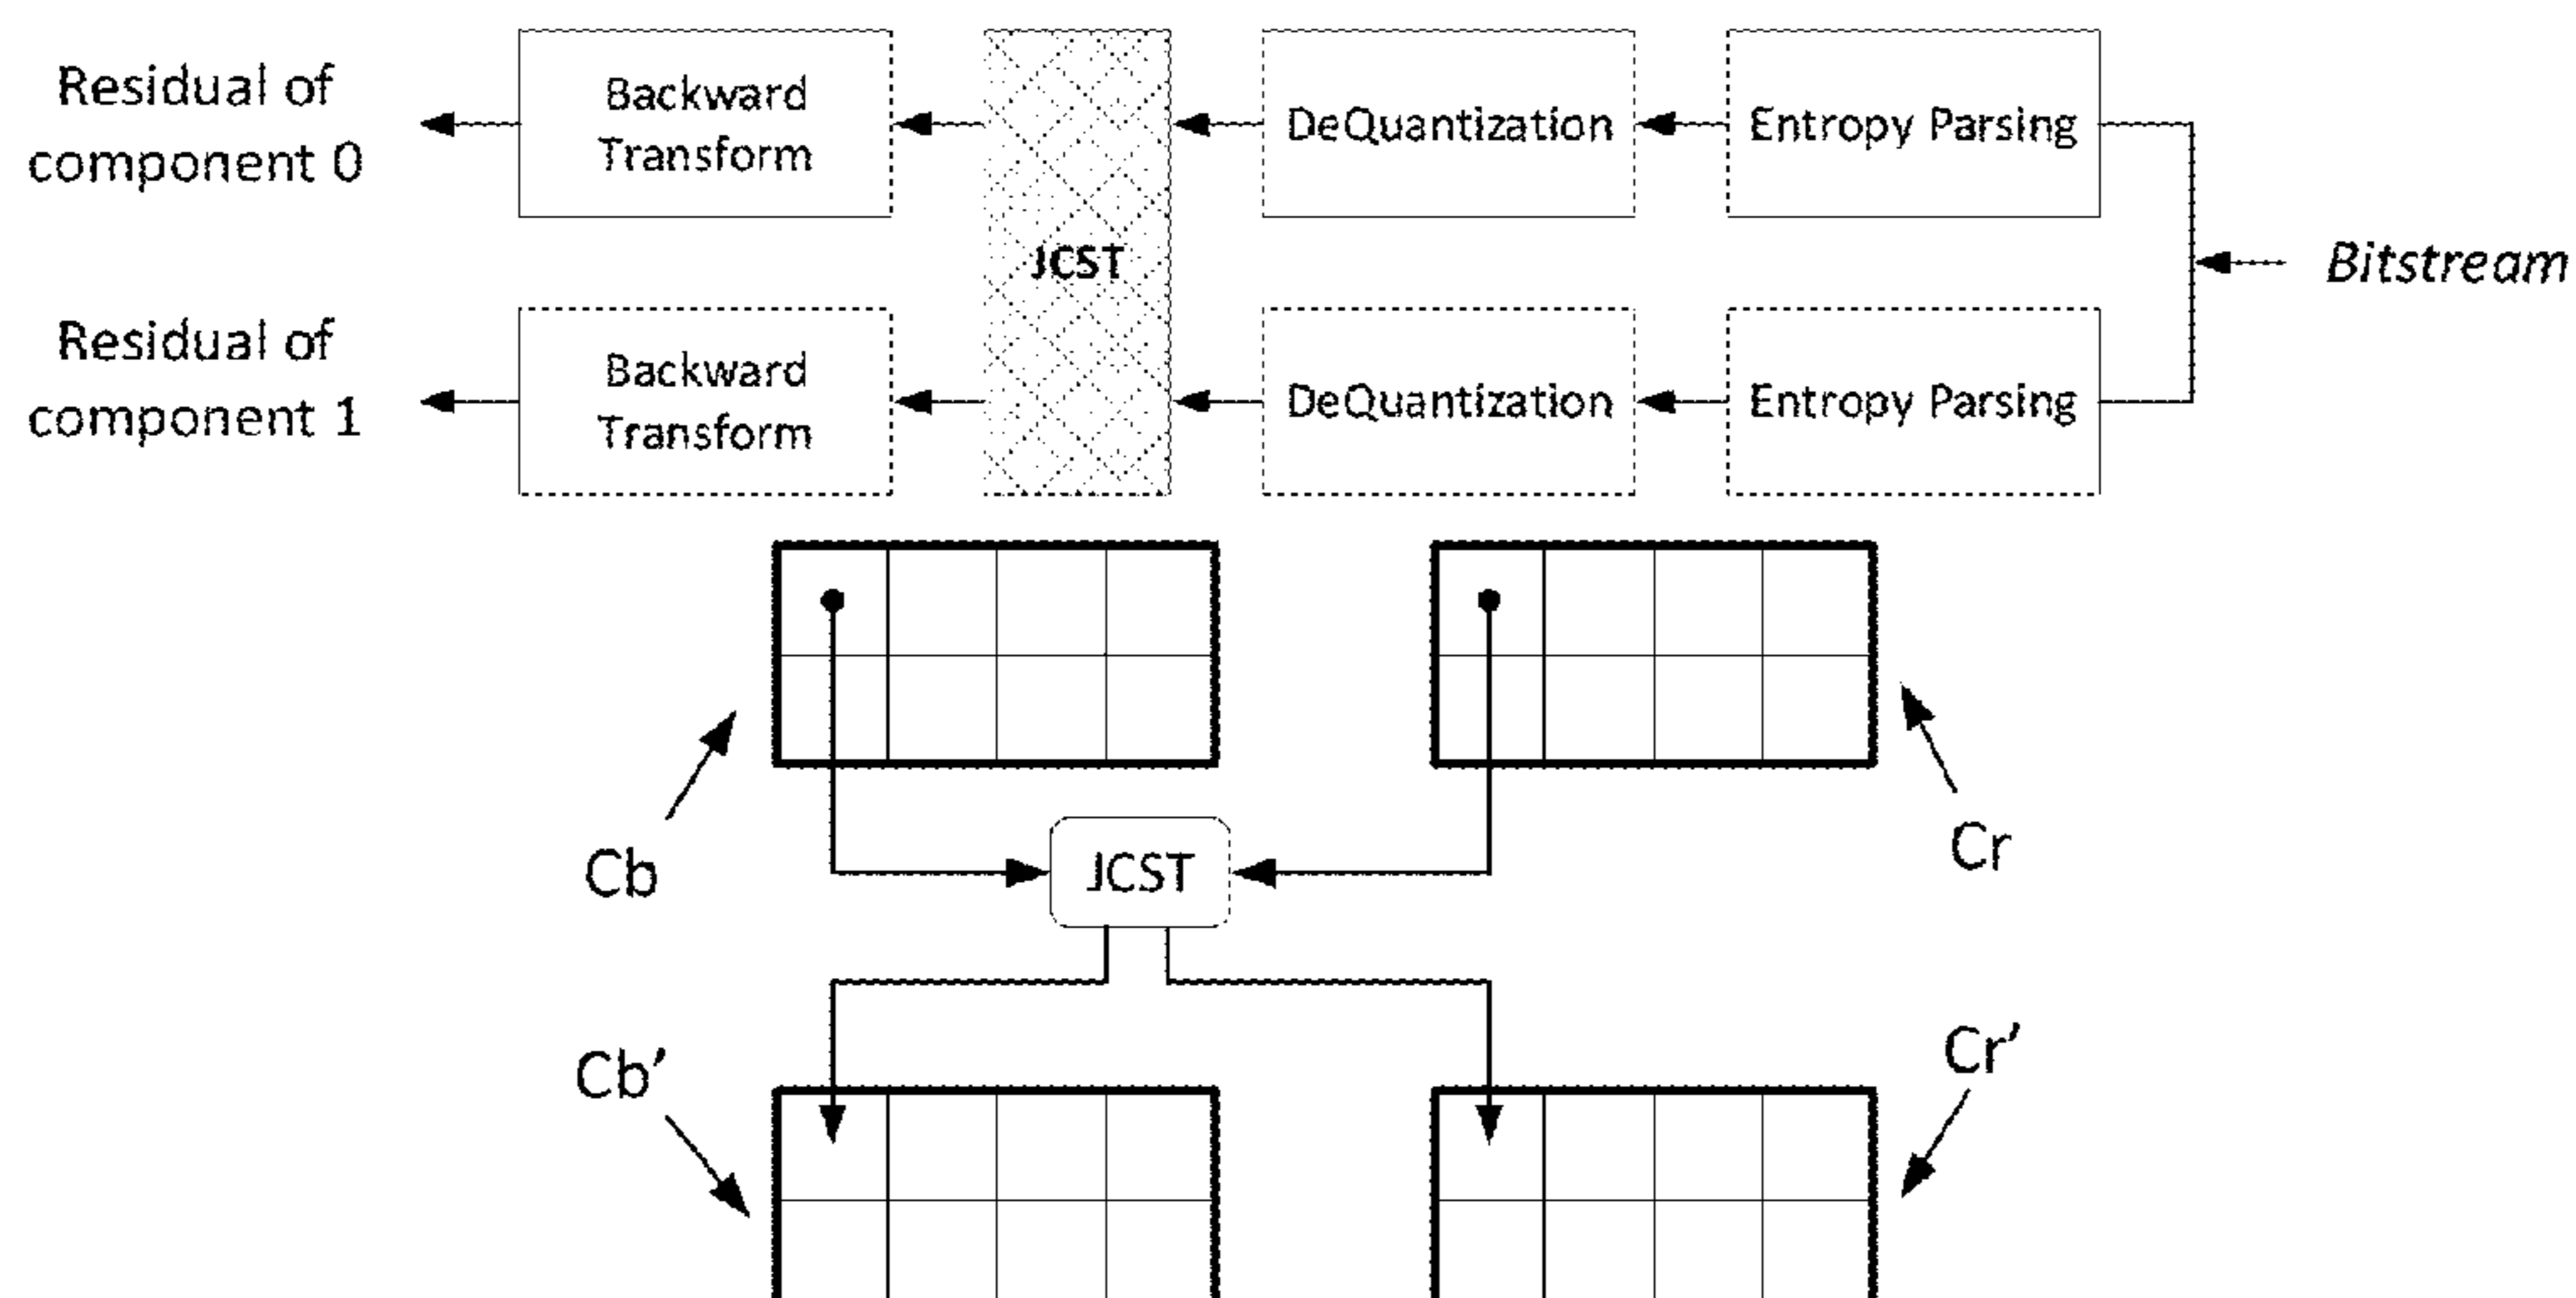 Residual of
component 0
Backward
Transform
DeQuantization
Entropy Parsing
JCST
Bitstream
Residual of
component 1
Backward
Transform
DeQuantization
Entropy Parsing
Cb
JCST
Cr
Cb’
Cr’